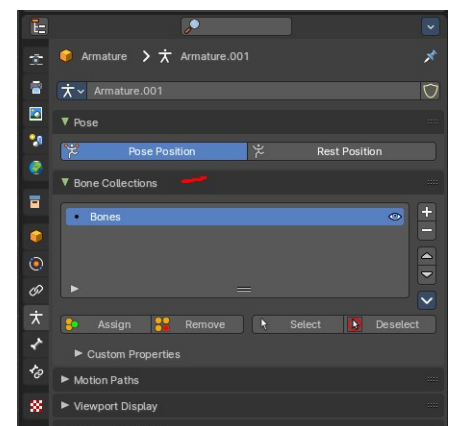 Armature Armature.001
Armature.001
Pose
Pose Position Rest Position
Bone Collections
Bones
Assign Remove Select Deselect
Custom Properties
Motion Paths
Viewport Display